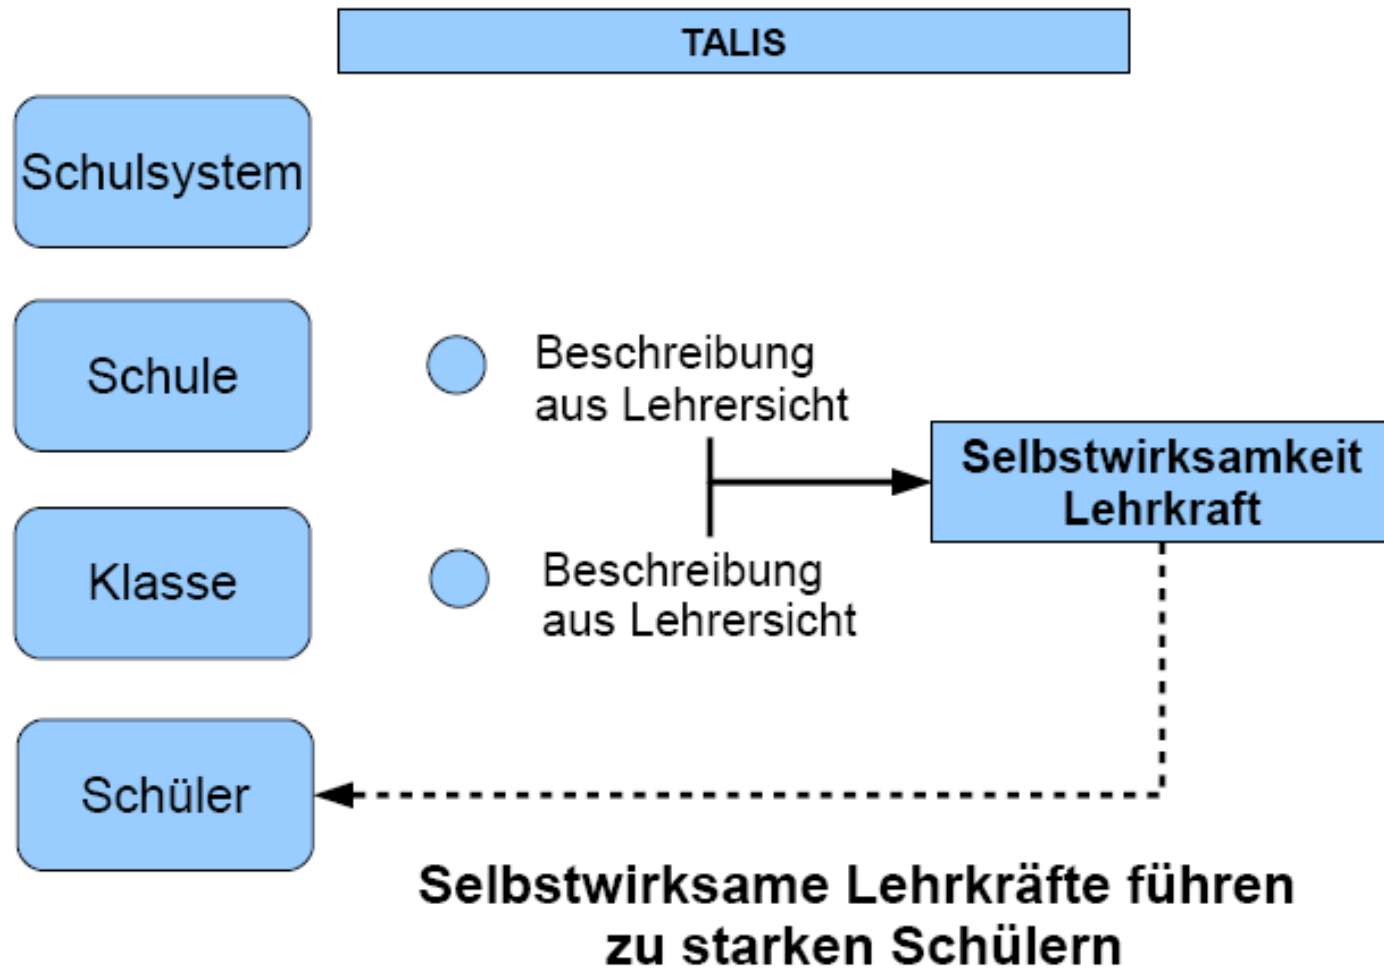 TALIS
Schulsystem
Schule
Beschreibung
aus Lehrersicht
Selbstwirksamkeit
Lehrkraft
Klasse
Beschreibung
aus Lehrersicht
Schüler
Selbstwirksame Lehrkräfte führen
zu starken Schülern